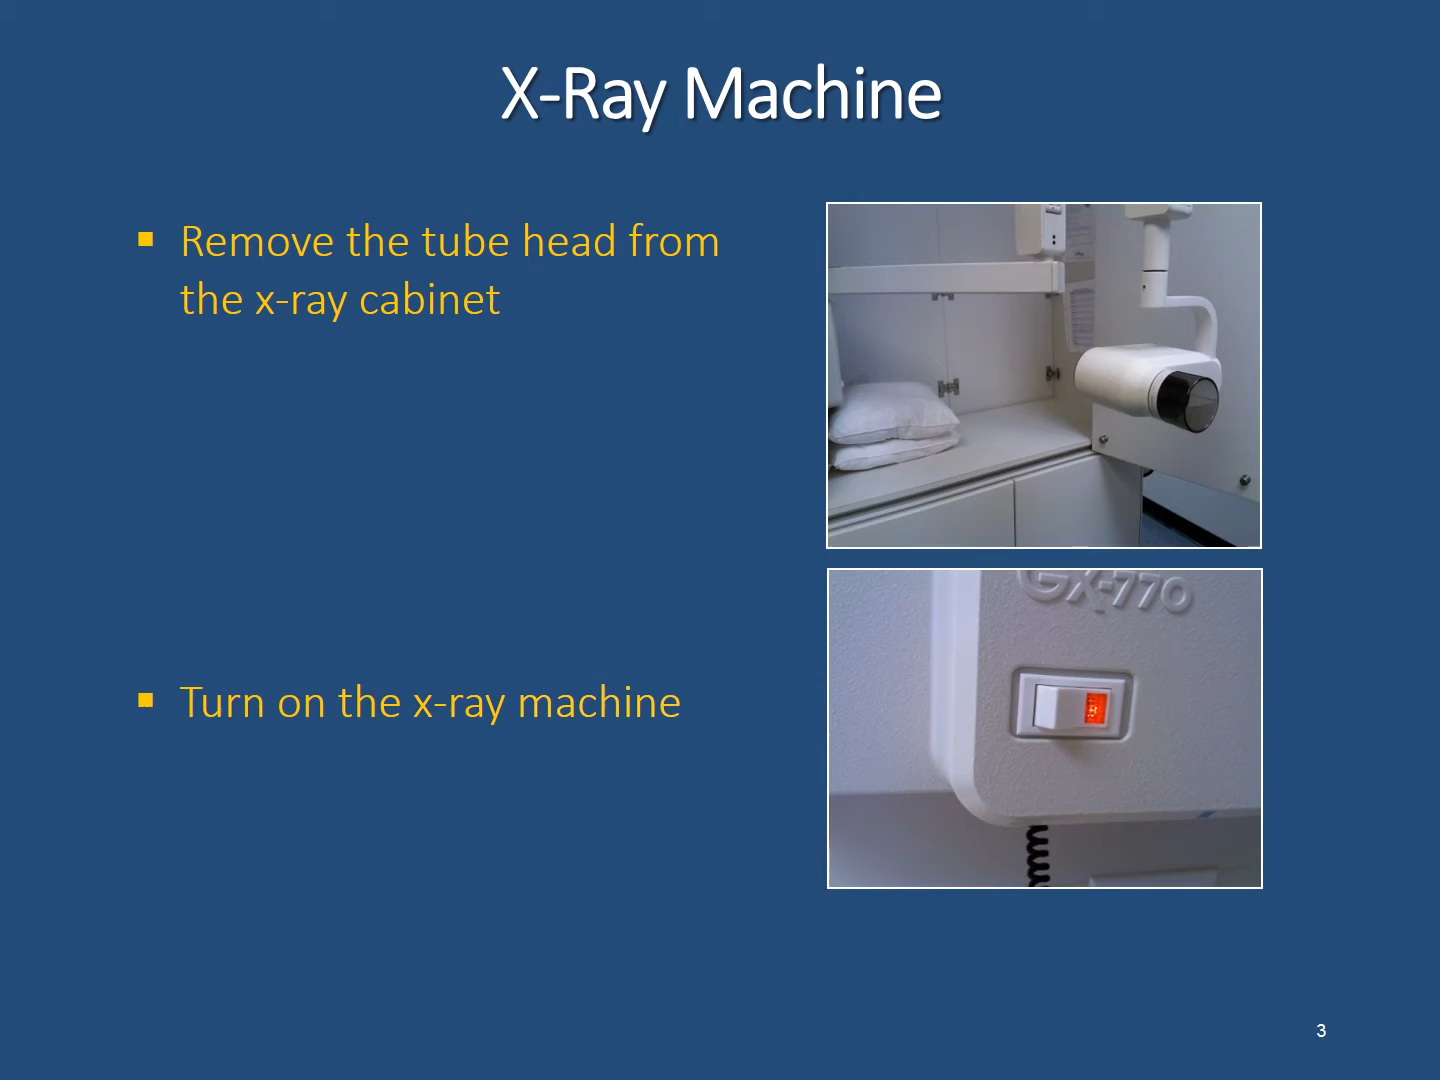 X-Ray Machine
Remove the tube head from
the x-ray cabinet
GX-770
Turn on the x-ray machine
3